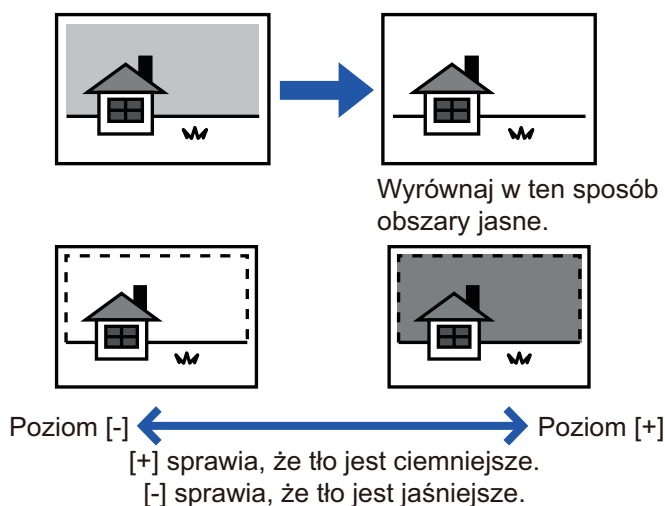 Wyrównaj w ten sposób
obszary jasne.
Poziom [-]
Poziom [+]
[+] sprawia, że tło jest ciemniejsze.
[-] sprawia, że tło jest jaśniejsze.